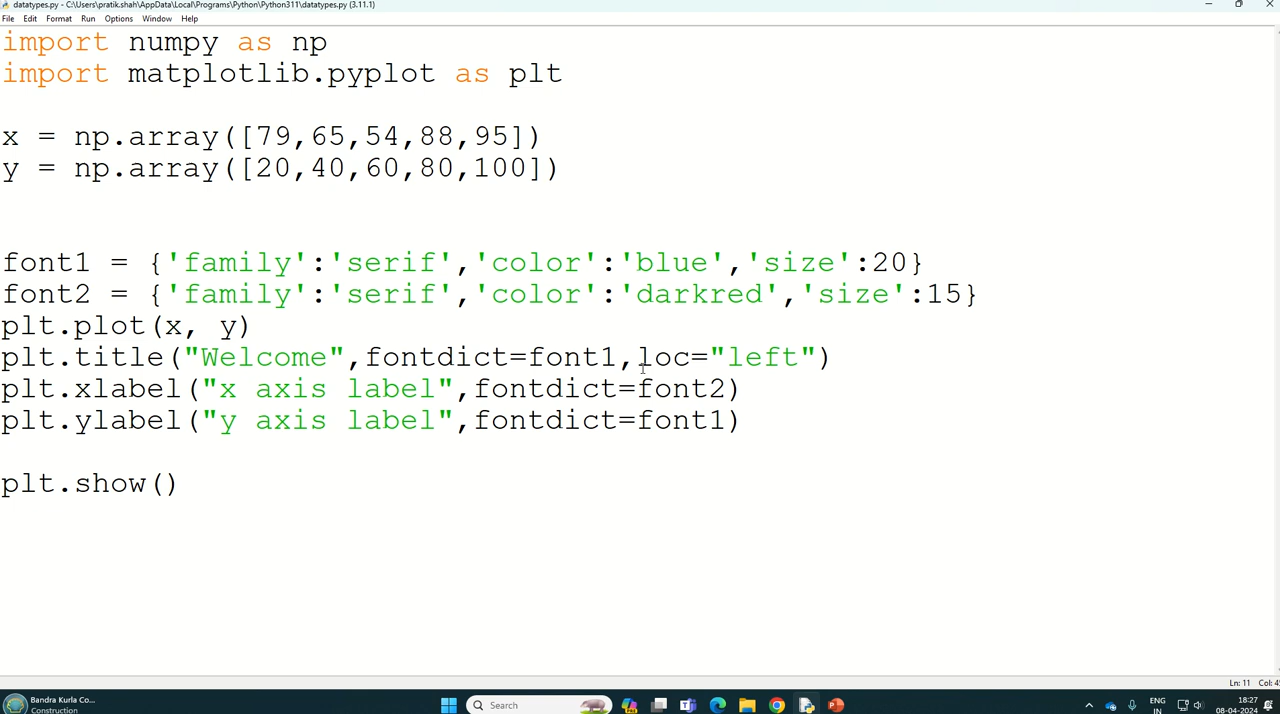 datatypes.py - C:\Users\pratik.shah\AppData\Local\Programs\Python\Python311\datatypes.py (3.11.1)
File Edit Format Run Options Window Help
import numpy as np
import matplotlib.pyplot as plt
x = np.array([79,65,54,88,95])
y = np.array([20,40,60,80,100])
font1 = {'family':'serif','color':'blue','size':20}
font2 = {'family':'serif','color':'darkred','size':15}
plt.plot(x, y)
plt.title("Welcome",fontdict=font1,loc="left")
plt.xlabel("x axis label",fontdict=font2)
plt.ylabel("y axis label",fontdict=font1)
plt.show()
Ln: 11 Col:
Bandra Kurla Co...
Construction
Search
ENG
IN
18:27
08-04-2024